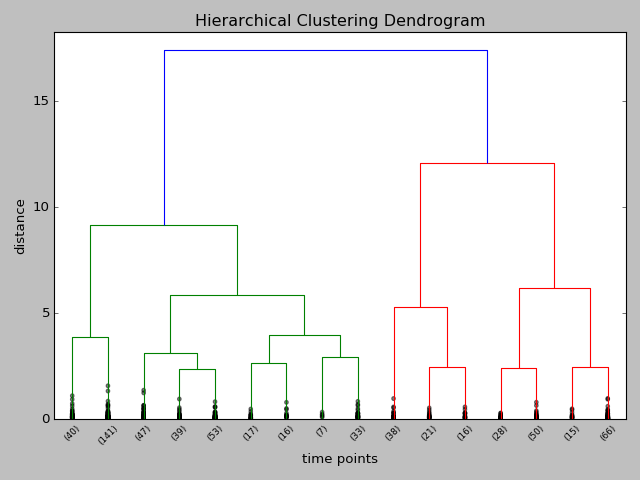 Hierarchical Clustering Dendrogram
distance
15
10
5
0
(40) (141) (47) (39) (53) (17) (16) (7) (33) (38) (21) (16) (28) (50) (15) (66)
time points